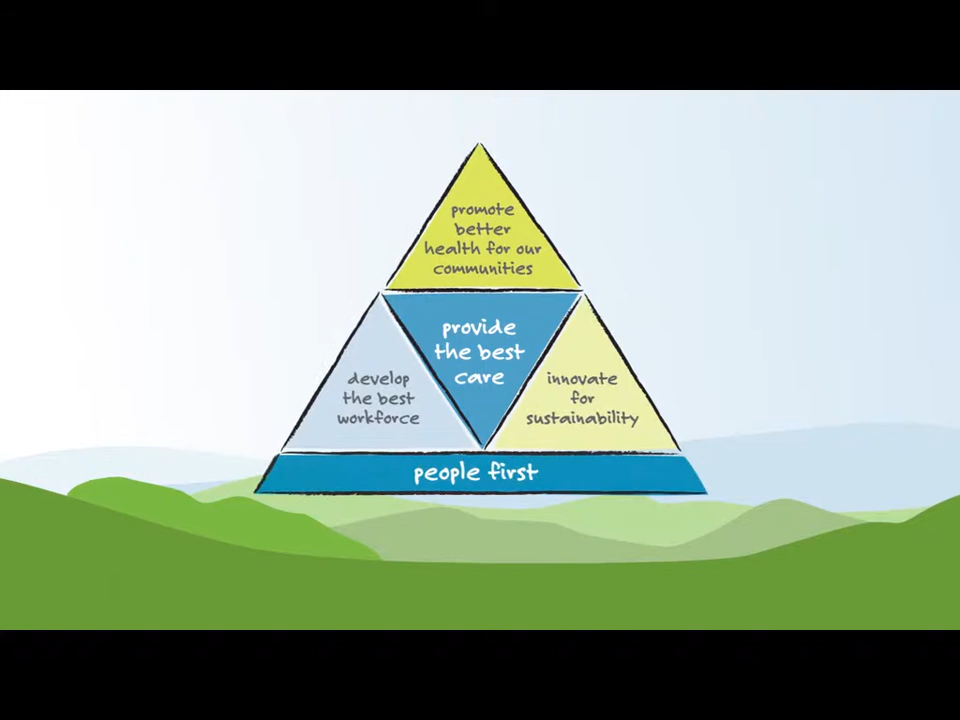 promote
better
health for our
communities
provide
the best
care
develop
the best
workforce
innovate
for
sustainability
people first